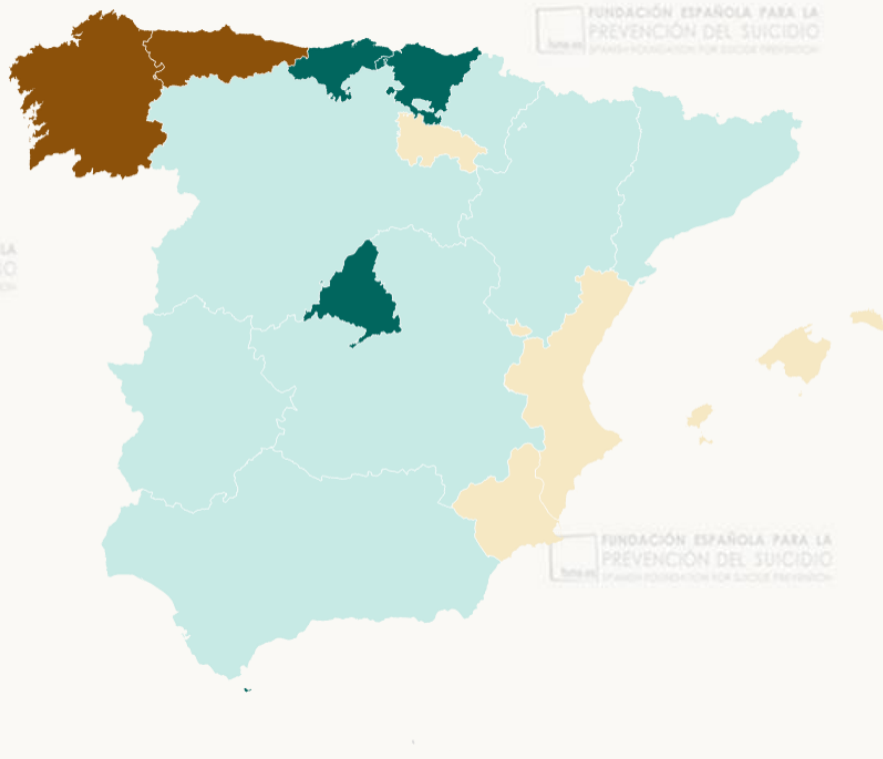 FUNDACIÓN ESPAÑOLA PARA LA
PREVENCIÓN DEL SUICIDIO
SPANISH FOUNDATION FOR SUICIDE PREVENTION
LA
FUNDACIÓN ESPAÑOLA PARA LA
PREVENCIÓN DEL SUICIDIO
SPANISH FOUNDATION FOR SUICIDE PREVENTION